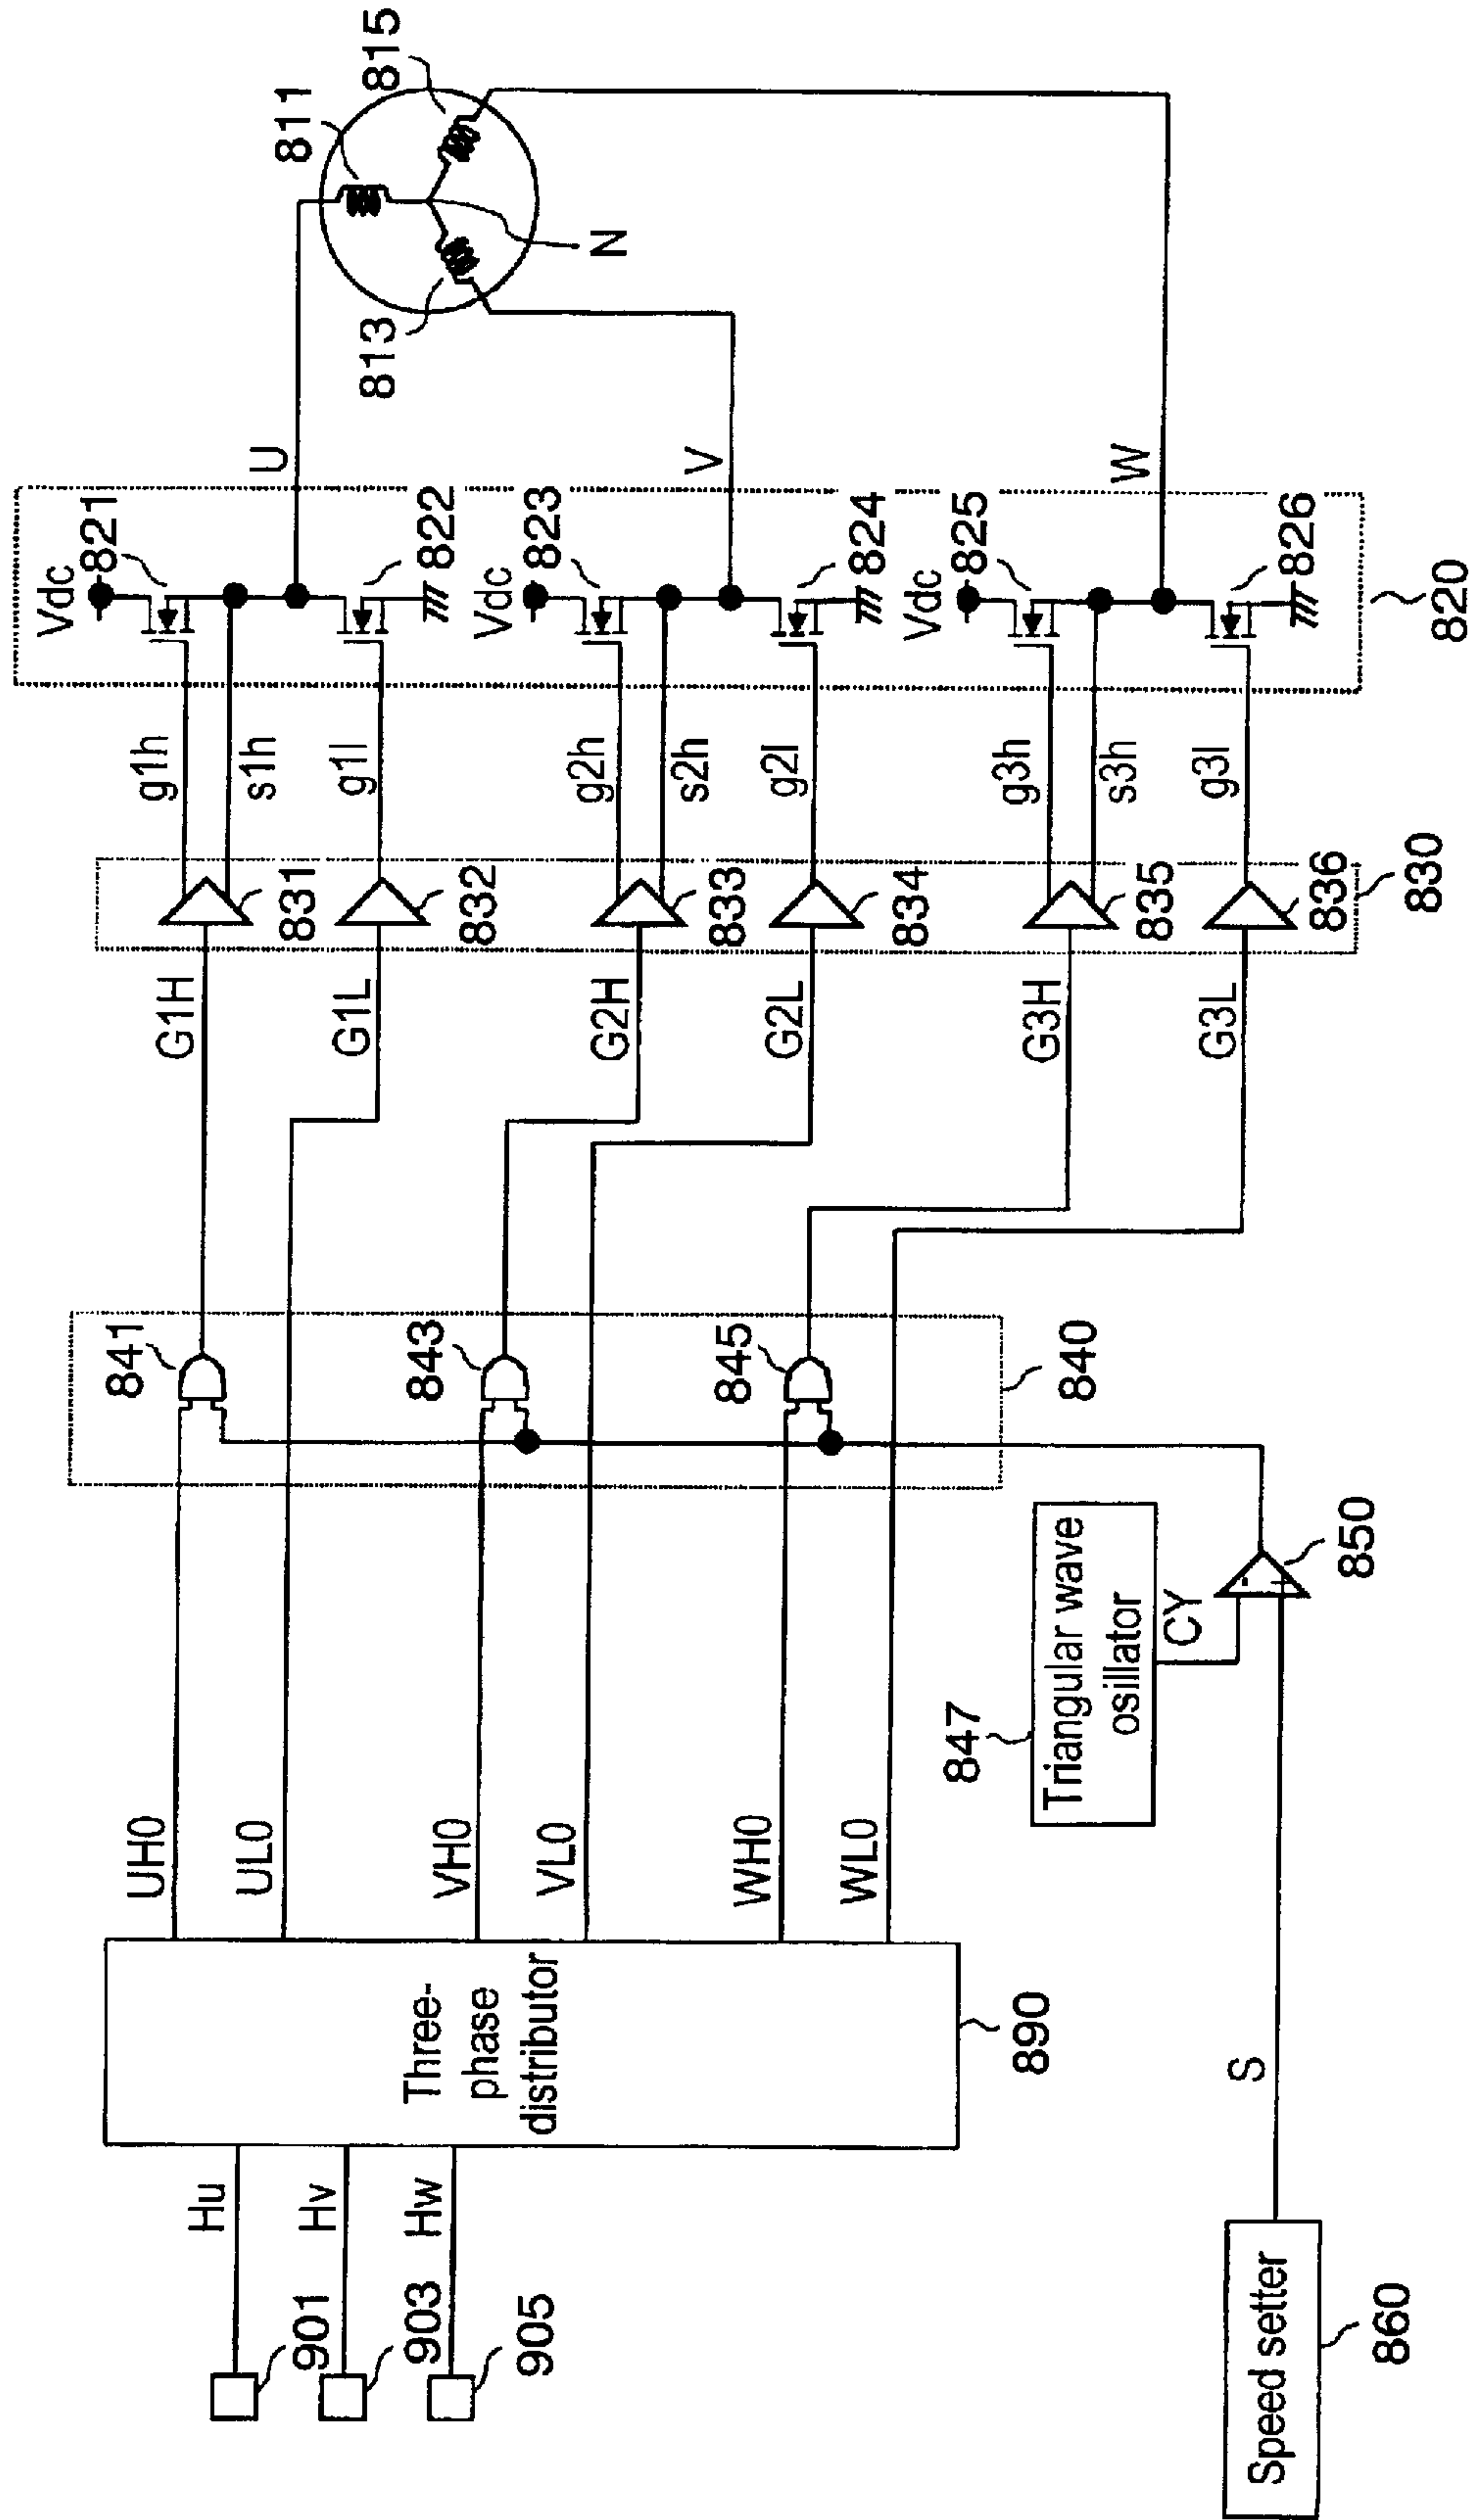 901
903
905
Hu
Hv
Hw
Three-
phase
distributor
890
UH0
UL0
VH0
VL0
WH0
WL0
Speed setter
860
S
847
Triangular wave
osillator
CY
850
841
843
845
840
G1H
G1L
G2H
G2L
G3H
G3L
831
832
833
834
835
836
830
g1h
s1h
g1l
g2h
s2h
g2l
g3h
s3h
g3l
Vdc
821
822
Vdc
823
824
Vdc
825
826
820
U
V
W
811
813
815
N